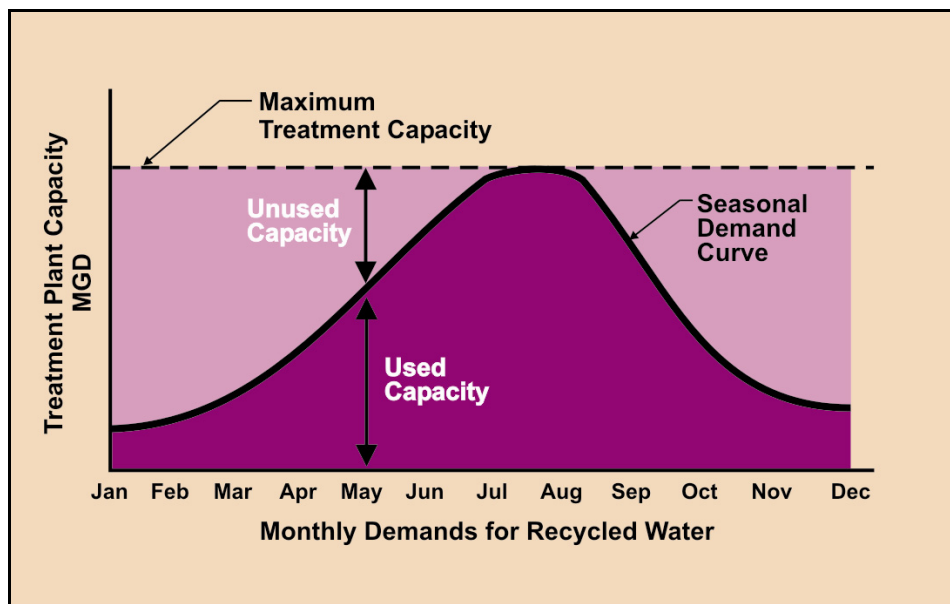 Maximum
Treatment Capacity
Unused
Capacity
Seasonal
Demand
Curve
Used
Capacity
Treatment Plant Capacity
MGD
Jan Feb Mar Apr May Jun Jul Aug Sep Oct Nov Dec
Monthly Demands for Recycled Water